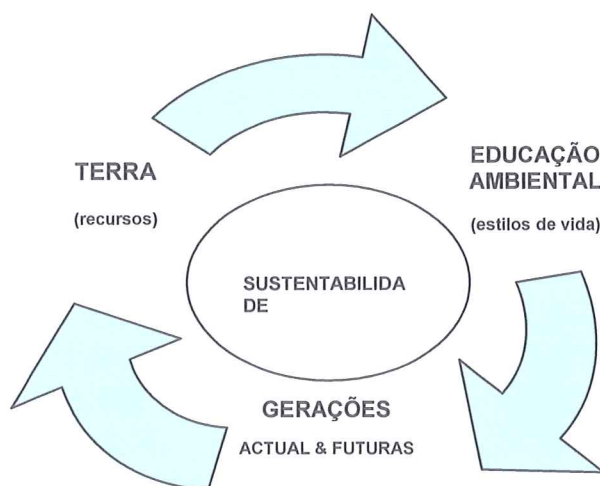 TERRA
(recursos)
EDUCAÇÃO
AMBIENTAL
(estilos de vida)
SUSTENTABILIDA
DE
GERAÇÕES
ACTUAL & FUTURAS